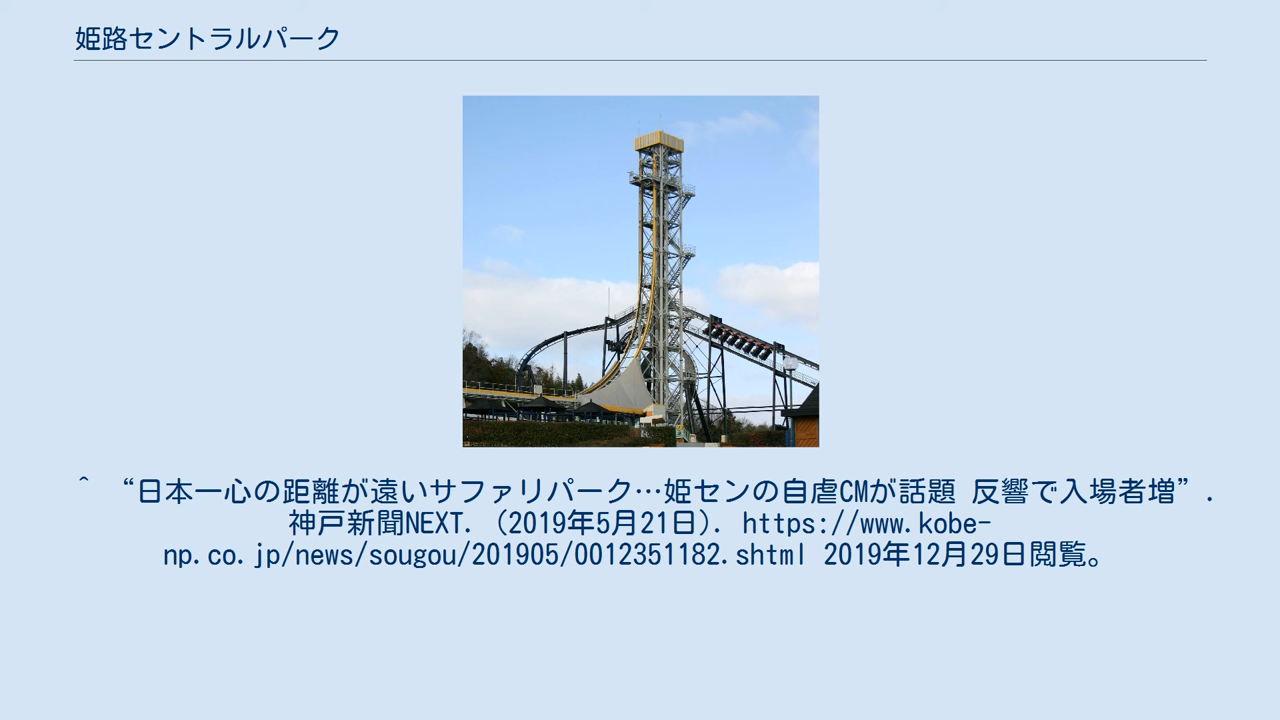 姫路セントラルパーク
^ “日本一心の距離が遠いサファリパーク…姫センの自虐CMが話題 反響で入場者増”.
神戸新聞NEXT. (2019年5月21日). https://www.kobe-
np.co.jp/news/sougou/201905/0012351182.shtml 2019年12月29日閲覧。